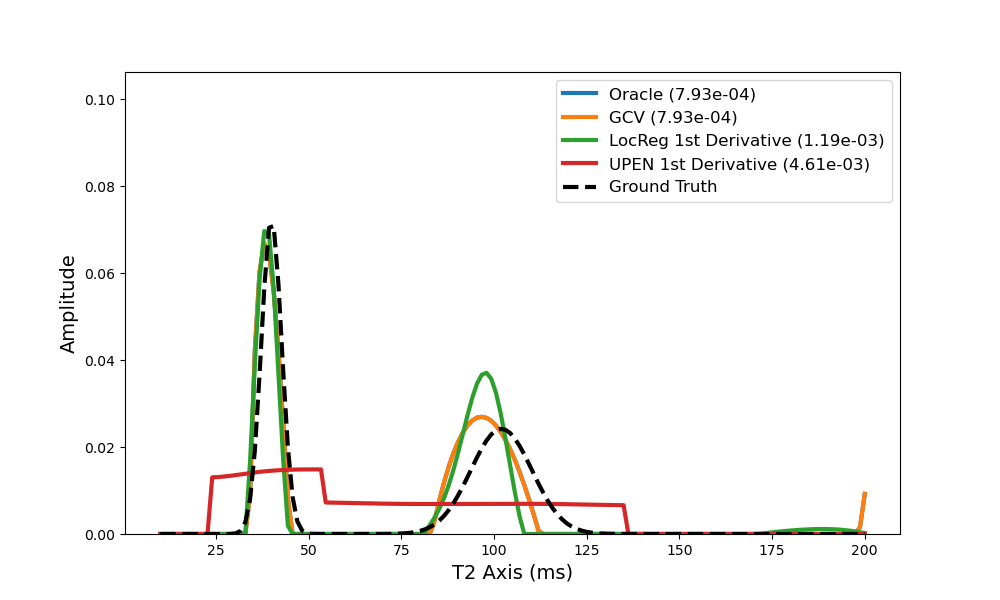 0.10
0.08
0.06
0.04
0.02
0.00
Amplitude
Oracle (7.93e-04)
GCV (7.93e-04)
LocReg 1st Derivative (1.19e-03)
UPEN 1st Derivative (4.61e-03)
Ground Truth
25 50 75 100 125 150 175 200
T2 Axis (ms)